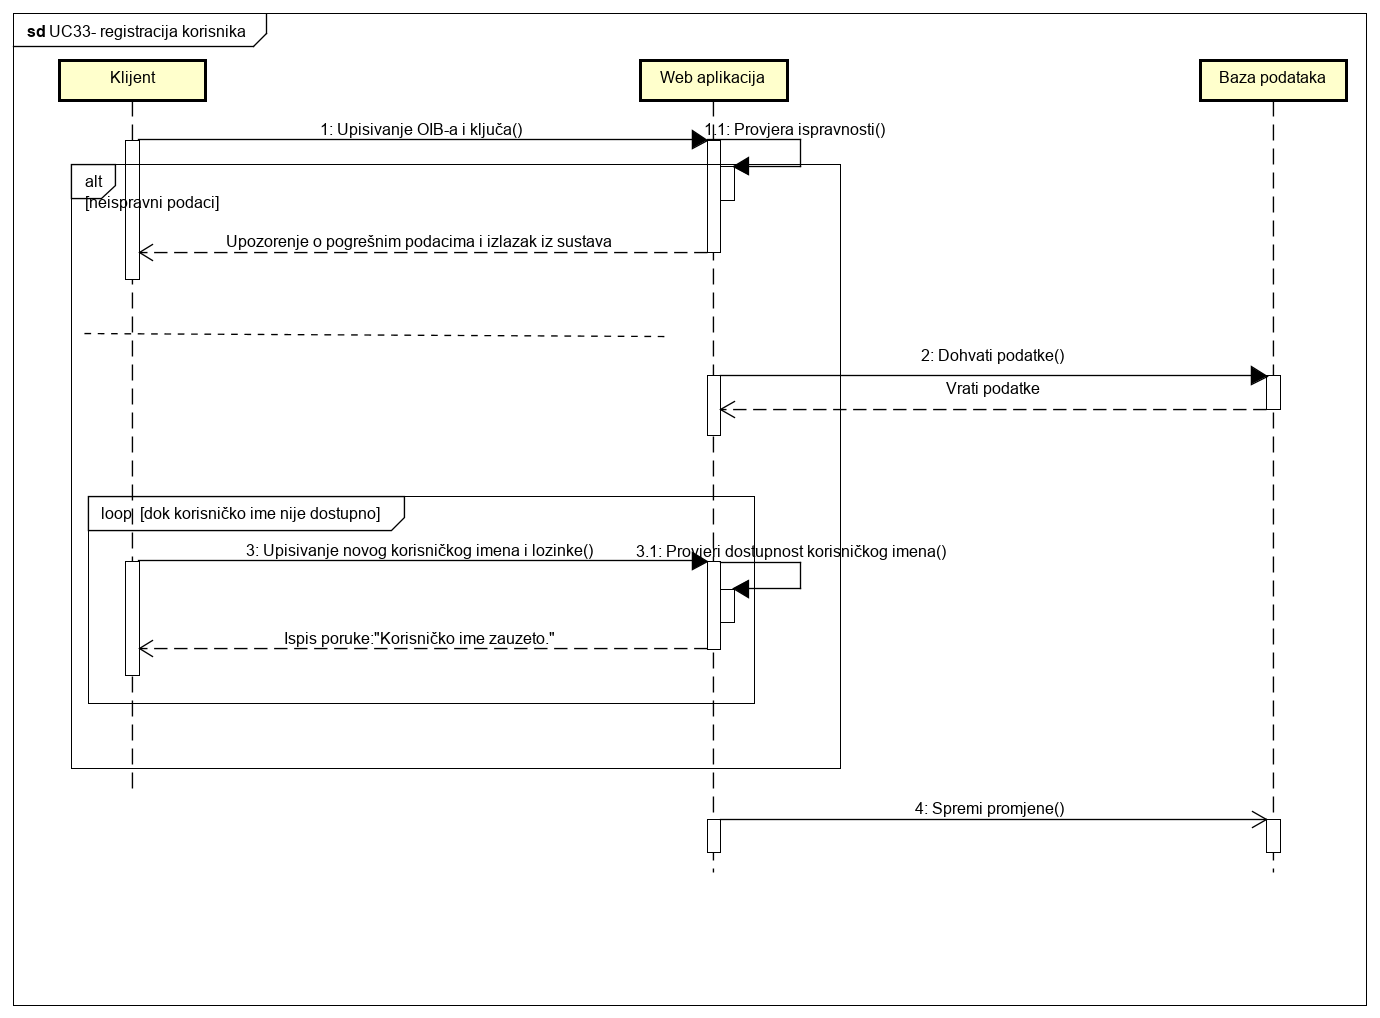 sd UC33- registracija korisnika
Klijent
Web aplikacija
Baza podataka
1: Upisivanje OIB-a i ključa()
1.1: Provjera ispravnosti()
alt
[neispravni podaci]
Upozorenje o pogrešnim podacima i izlazak iz sustava
2: Dohvati podatke()
Vrati podatke
loop [dok korisničko ime nije dostupno]
3: Upisivanje novog korisničkog imena i lozinke()
3.1: Provjeri dostupnost korisničkog imena()
Ispis poruke:"Korisničko ime zauzeto."
4: Spremi promjene()